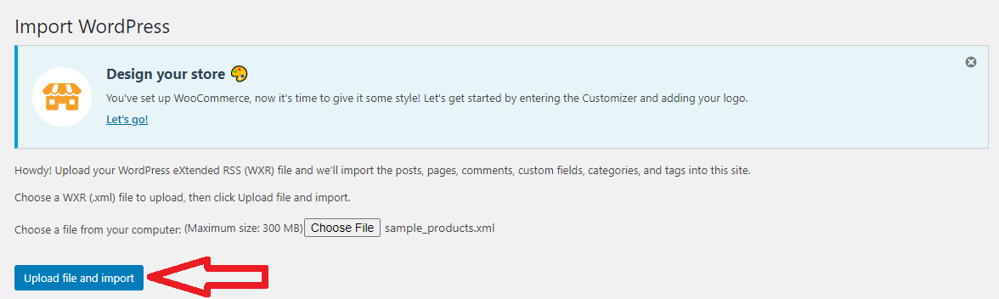 Import WordPress
Design your store 🎨
You've set up WooCommerce, now it's time to give it some style! Let's get started by entering the Customizer and adding your logo.
Let's go!
Howdy! Upload your WordPress eXtended RSS (WXR) file and we’ll import the posts, pages, comments, custom fields, categories, and tags into this site.
Choose a WXR (.xml) file to upload, then click Upload file and import.
Choose a file from your computer: (Maximum size: 300 MB) Choose File sample_products.xml
Upload file and import